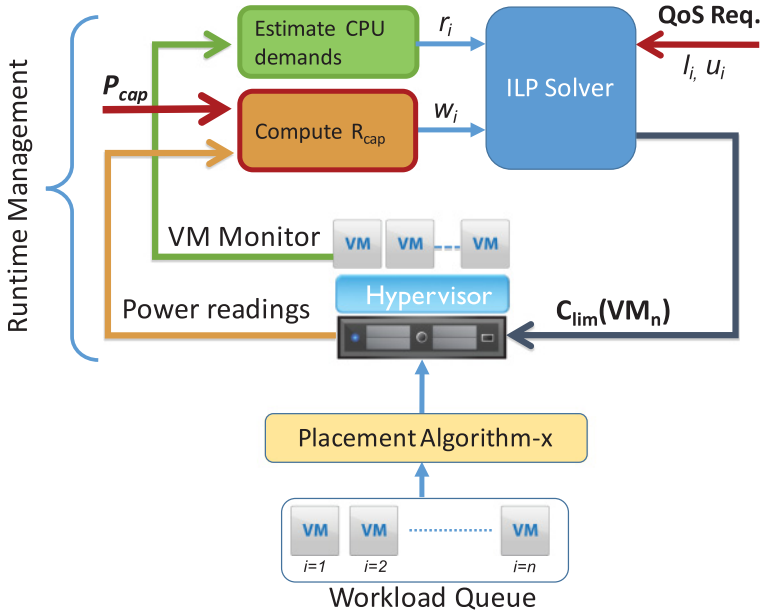 Estimate CPU
demands
r_i
QoS Req.
l_i, u_i
P_cap
ILP Solver
Compute R_cap
w_i
Runtime Management
VM Monitor
VM VM VM
Hypervisor
Power readings
C_lim(VM_n)
Placement Algorithm-x
VM VM VM
i=1 i=2 i=n
Workload Queue